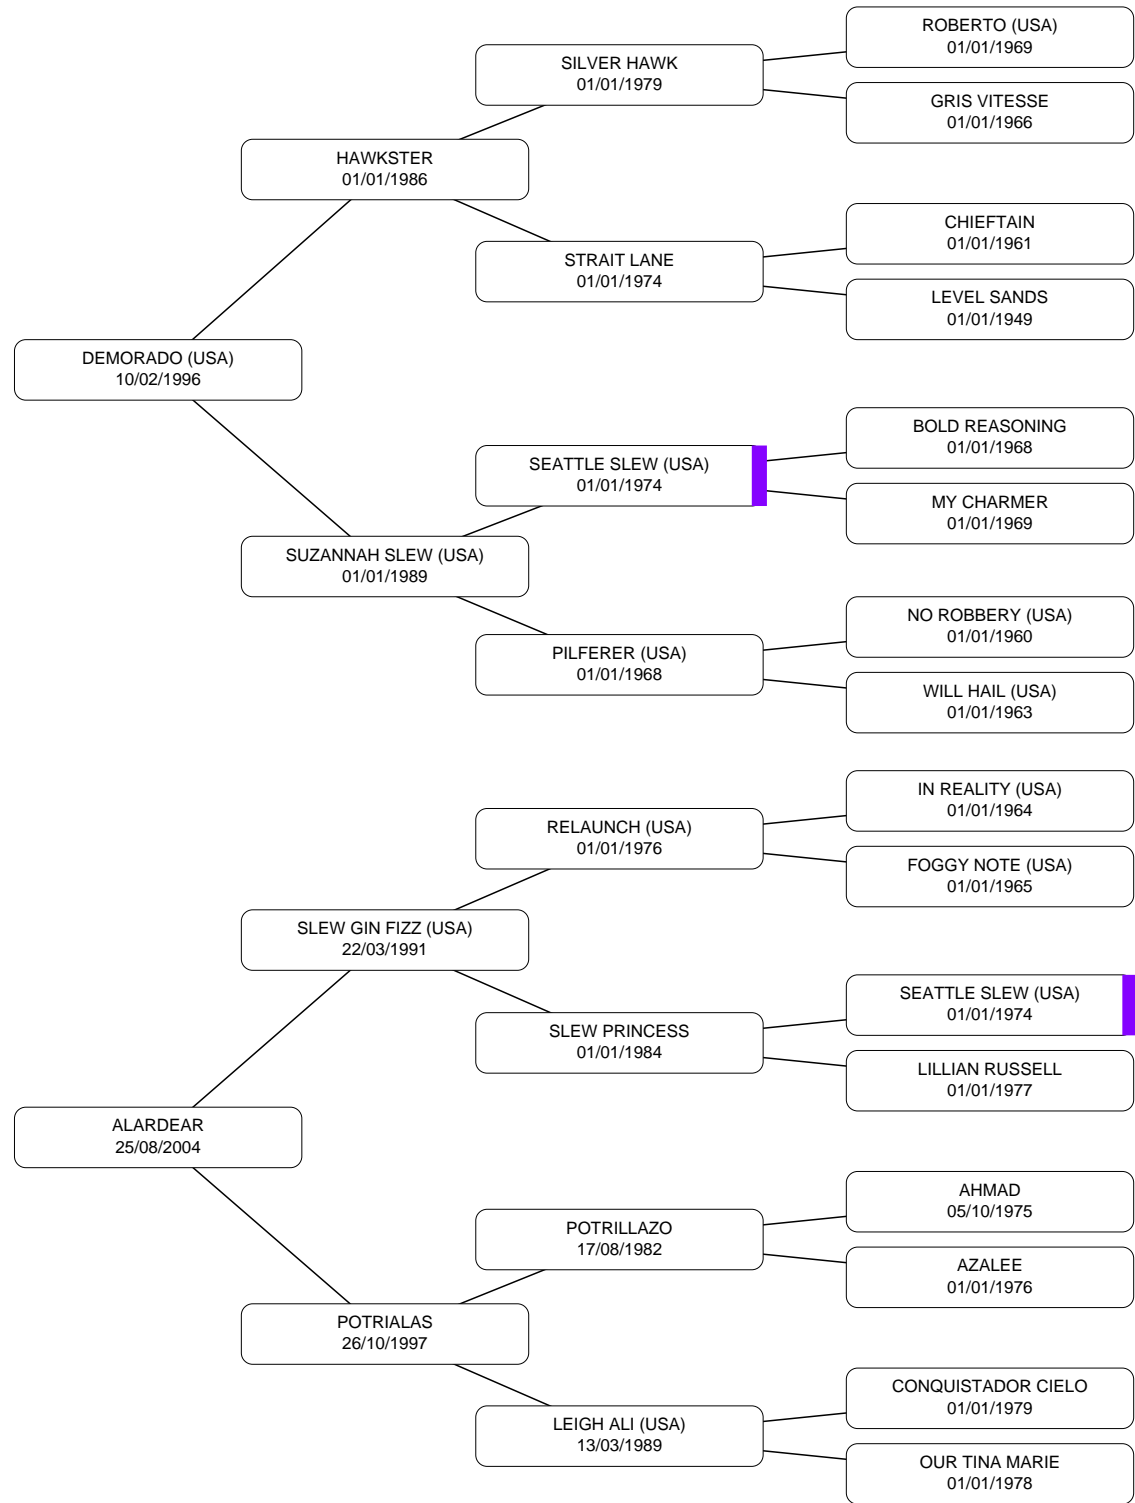 ROBERTO (USA)
01/01/1969
SILVER HAWK
01/01/1979
GRIS VITESSE
01/01/1966
HAWKSTER
01/01/1986
CHIEFTAIN
01/01/1961
STRAIT LANE
01/01/1974
LEVEL SANDS
01/01/1949
DEMORADO (USA)
10/02/1996
BOLD REASONING
01/01/1968
SEATTLE SLEW (USA)
01/01/1974
MY CHARMER
01/01/1969
SUZANNAH SLEW (USA)
01/01/1989
NO ROBBERY (USA)
01/01/1960
PILFERER (USA)
01/01/1968
WILL HAIL (USA)
01/01/1963
IN REALITY (USA)
01/01/1964
RELAUNCH (USA)
01/01/1976
FOGGY NOTE (USA)
01/01/1965
SLEW GIN FIZZ (USA)
22/03/1991
SEATTLE SLEW (USA)
01/01/1974
SLEW PRINCESS
01/01/1984
LILLIAN RUSSELL
01/01/1977
ALARDEAR
25/08/2004
AHMAD
05/10/1975
POTRILLAZO
17/08/1982
AZALEE
01/01/1976
POTRIALAS
26/10/1997
CONQUISTADOR CIELO
01/01/1979
LEIGH ALI (USA)
13/03/1989
OUR TINA MARIE
01/01/1978